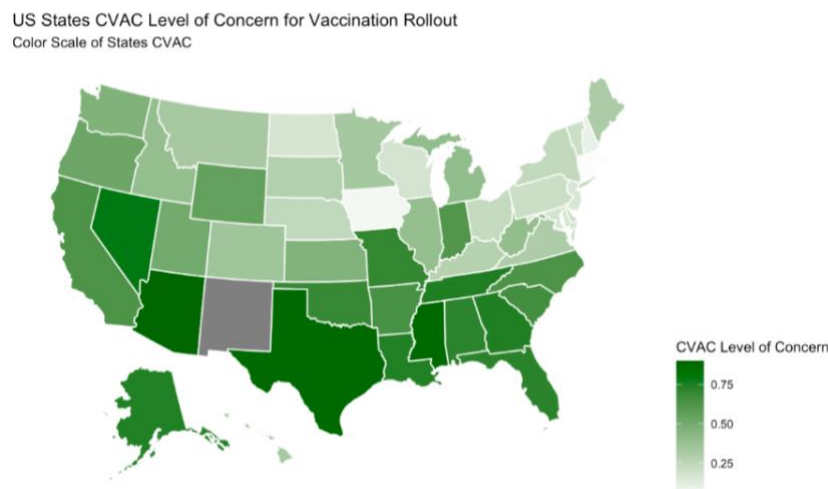 US States CVAC Level of Concern for Vaccination Rollout
Color Scale of States CVAC
CVAC Level of Concern
0.75
0.50
0.25